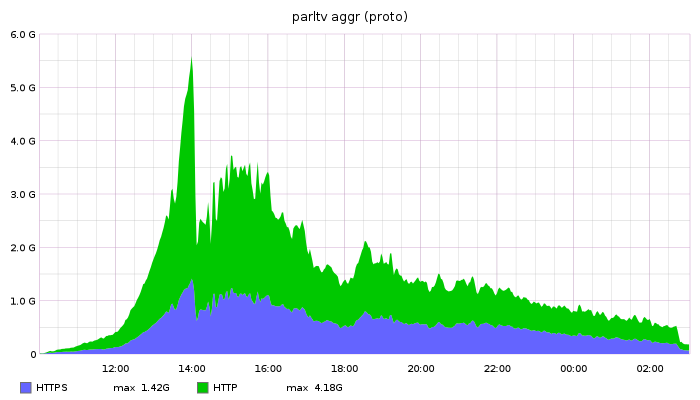 parltv aggr (proto)
6.0 G
5.0 G
4.0 G
3.0 G
2.0 G
1.0 G
0
12:00 14:00 16:00 18:00 20:00 22:00 00:00 02:00
HTTPS max 1.42G HTTP max 4.18G